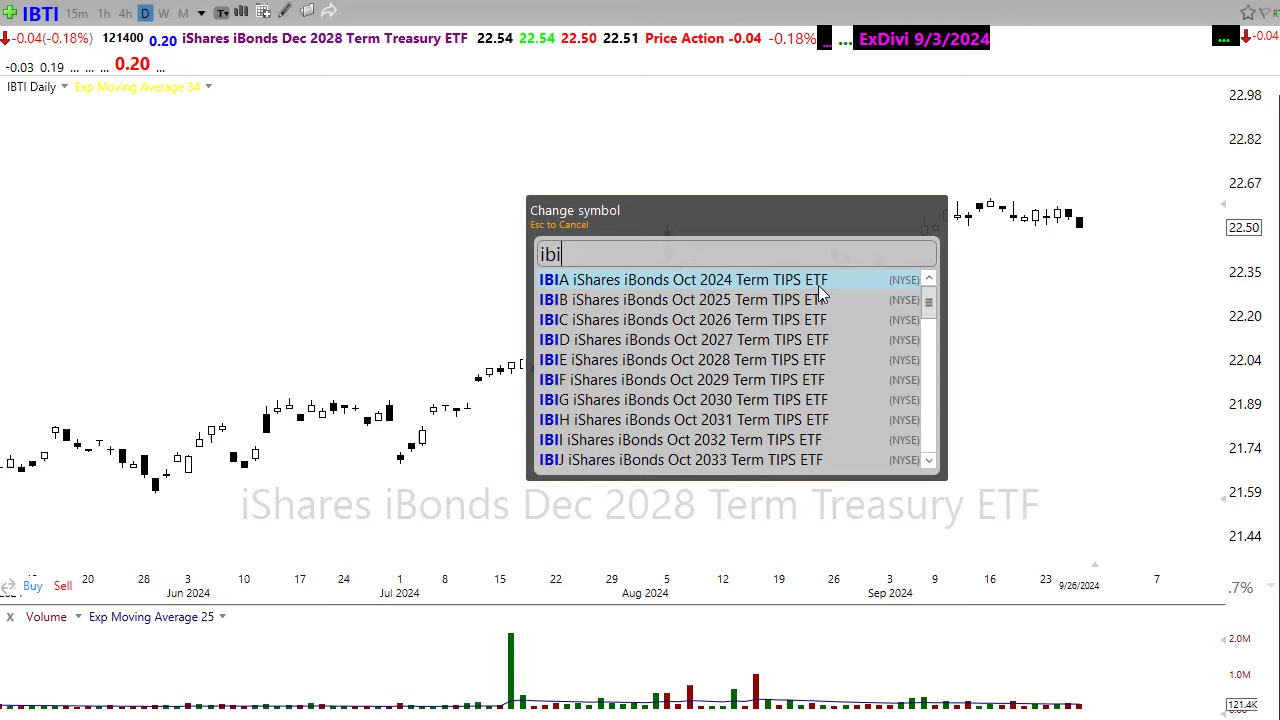 IBTI 15m 1h 4h D W M T
-0.04(-0.18%) 121400 0.20 iShares iBonds Dec 2028 Term Treasury ETF 22.54 22.54 22.50 22.51 Price Action -0.04 -0.18% ... ... ExDivi 9/3/2024 ... -0.04
-0.03 0.19 ... ... ... 0.20 ...
IBTI Daily Exp Moving Average 34
22.98
22.82
22.67
22.50
22.35
22.20
22.04
21.89
21.74
21.59
21.44
Change symbol
Esc to Cancel
ibi
IBIA iShares iBonds Oct 2024 Term TIPS ETF (NYSE)
IBIB iShares iBonds Oct 2025 Term TIPS ETF (NYSE)
IBIC iShares iBonds Oct 2026 Term TIPS ETF (NYSE)
IBID iShares iBonds Oct 2027 Term TIPS ETF (NYSE)
IBIE iShares iBonds Oct 2028 Term TIPS ETF (NYSE)
IBIF iShares iBonds Oct 2029 Term TIPS ETF (NYSE)
IBIG iShares iBonds Oct 2030 Term TIPS ETF (NYSE)
IBIH iShares iBonds Oct 2031 Term TIPS ETF (NYSE)
IBII iShares iBonds Oct 2032 Term TIPS ETF (NYSE)
IBIJ iShares iBonds Oct 2033 Term TIPS ETF (NYSE)
iShares iBonds Dec 2028 Term Treasury ETF
20 28 3 10 17 24 1 8 15 22 29 5 12 19 26 3 9 16 23 9/26/2024 7
Buy Sell .7%
Jun 2024 Jul 2024 Aug 2024 Sep 2024
X Volume Exp Moving Average 25
2.0M
1.0M
121.4K